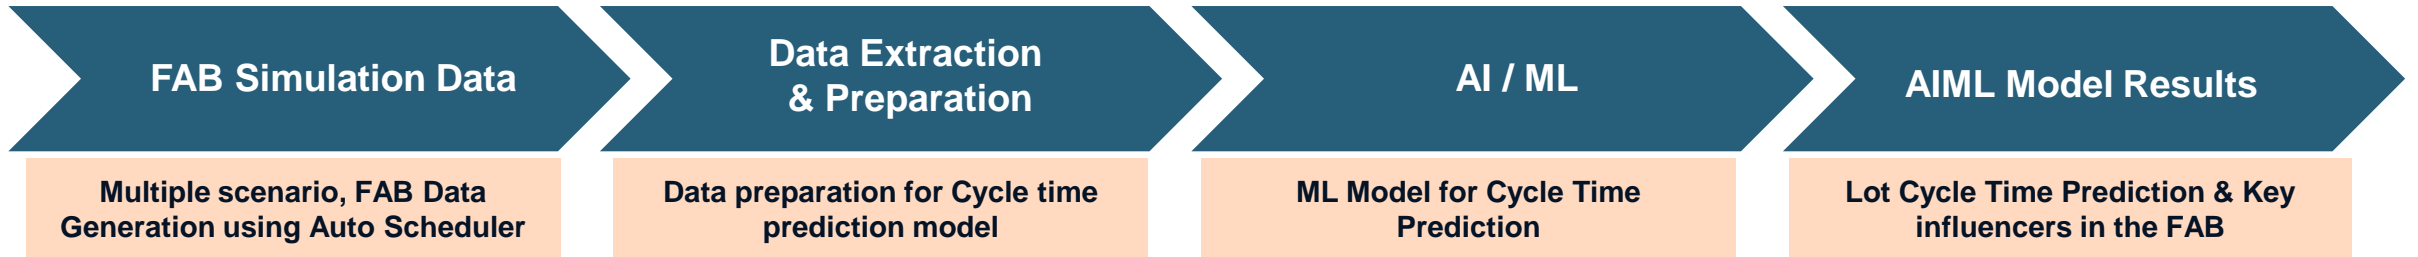 FAB Simulation Data
Multiple scenario, FAB Data
Generation using Auto Scheduler
Data Extraction
& Preparation
Data preparation for Cycle time
prediction model
AI / ML
ML Model for Cycle Time
Prediction
AIML Model Results
Lot Cycle Time Prediction & Key
influencers in the FAB